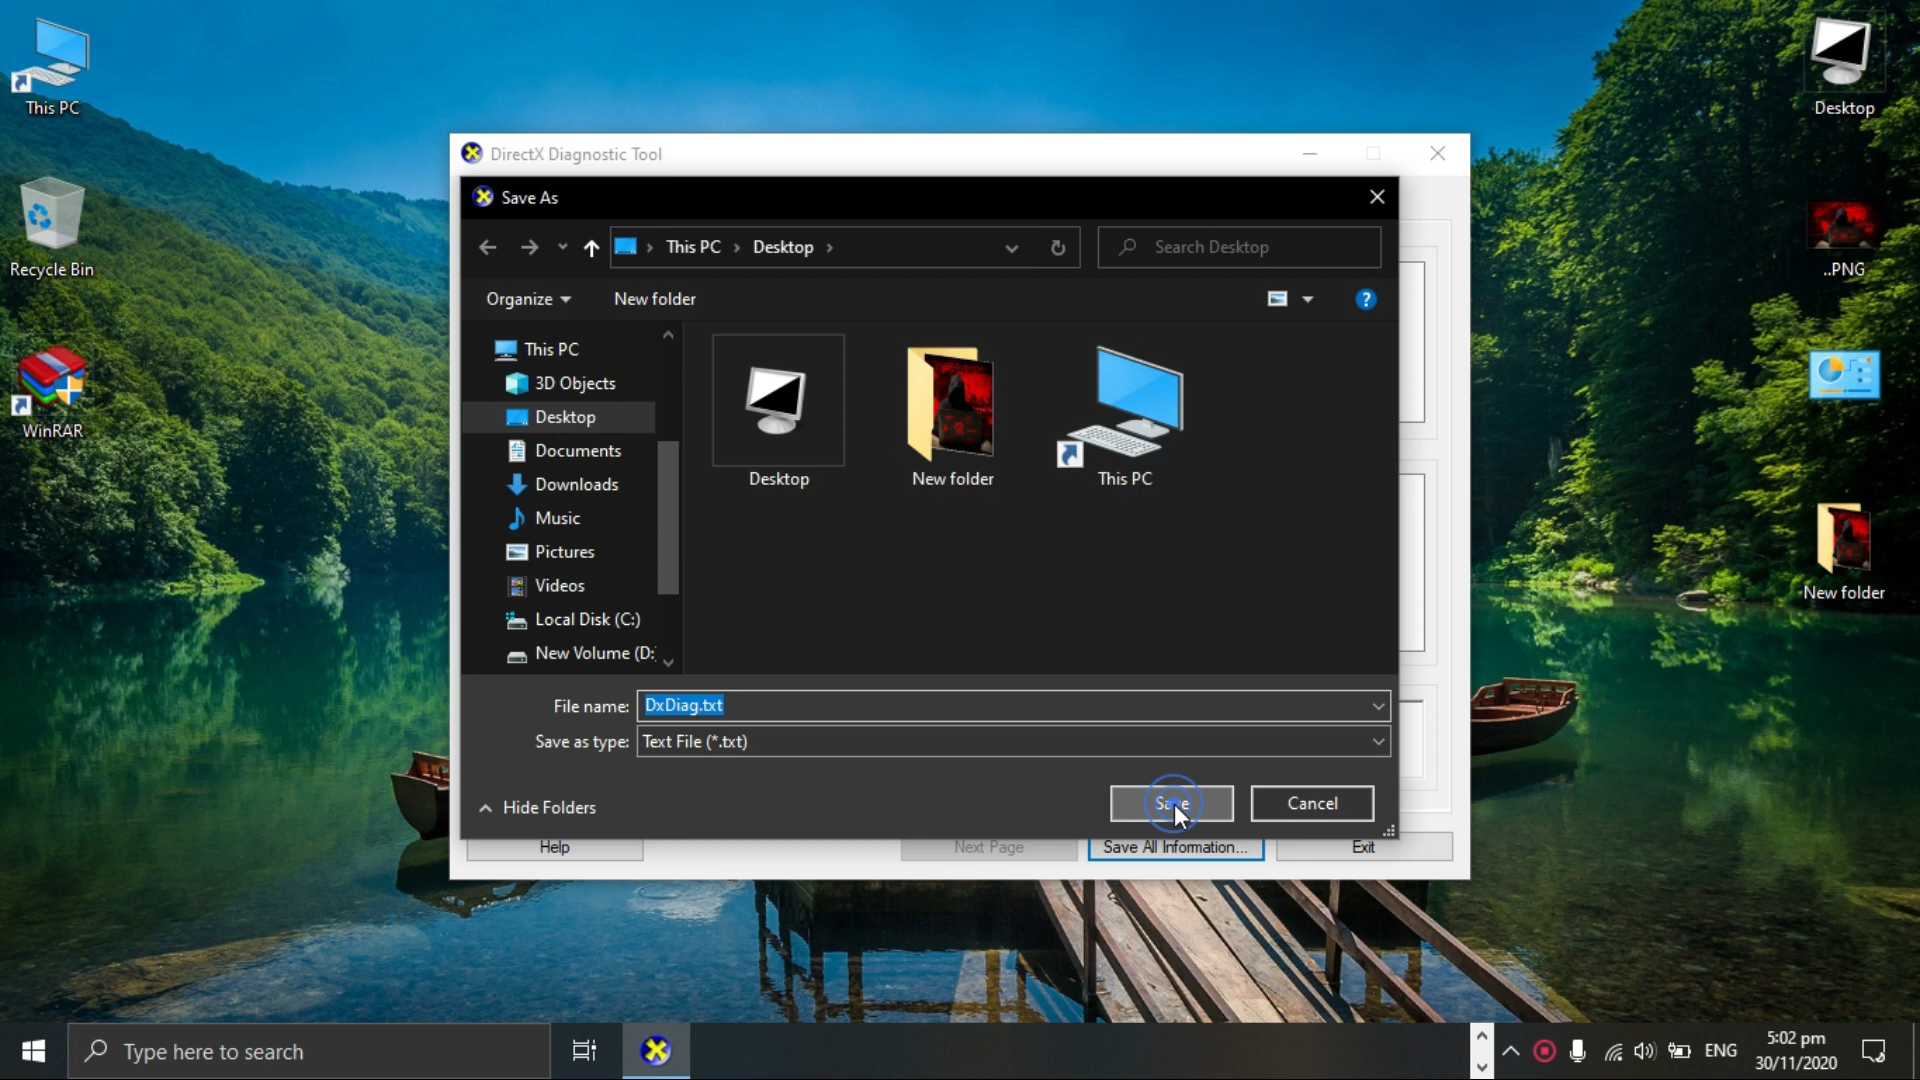 This PC
Recycle Bin
WinRAR
Desktop
..PNG
New folder
DirectX Diagnostic Tool
Save As
This PC
Desktop
Search Desktop
Organize
New folder
This PC
3D Objects
Desktop
Documents
Downloads
Music
Pictures
Videos
Local Disk (C:)
New Volume (D:
Desktop
New folder
This PC
File name: DxDiag.txt
Save as type: Text File (*.txt)
Hide Folders
Save
Cancel
Help
Next Page
Save All Information...
Exit
Type here to search
ENG
5:02 pm
30/11/2020